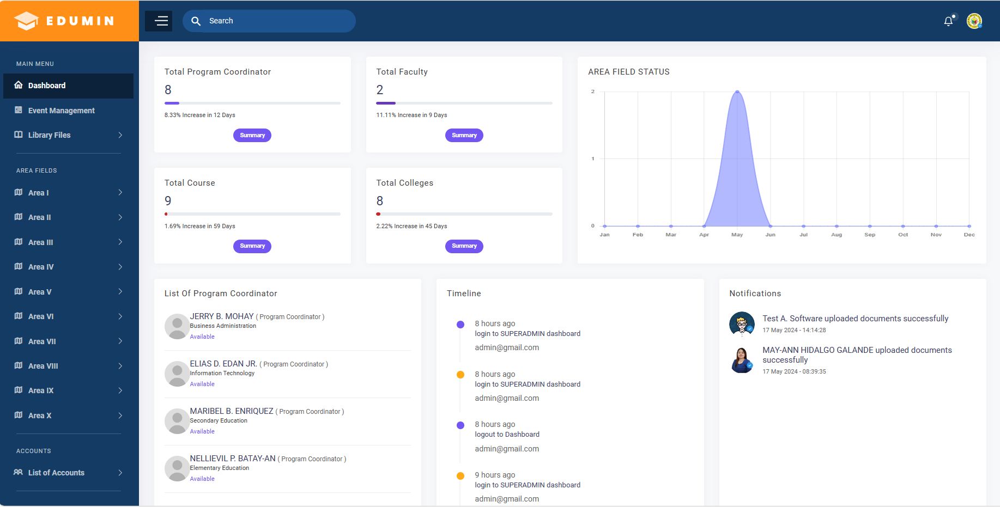 EDUMIN
Search
MAIN MENU
Dashboard
Event Management
Library Files
AREA FIELDS
Area I
Area II
Area III
Area IV
Area V
Area VI
Area VII
Area VIII
Area IX
Area X
ACCOUNTS
List of Accounts
Total Program Coordinator
8
8.33% Increase in 12 Days
Summary
Total Faculty
2
11.11% Increase in 9 Days
Summary
Total Course
9
1.69% Increase in 59 Days
Summary
Total Colleges
8
2.22% Increase in 45 Days
Summary
AREA FIELD STATUS
2
1
0
Jan Feb Mar Apr May Jun Jul Aug Sep Oct Nov Dec
List Of Program Coordinator
JERRY B. MOHAY ( Program Coordinator )
Business Administration
Available
ELIAS D. EDAN JR. ( Program Coordinator )
Information Technology
Available
MARIBEL B. ENRIQUEZ ( Program Coordinator )
Secondary Education
Available
NELLIEVIL P. BATAY-AN ( Program Coordinator )
Elementary Education
Available
Timeline
8 hours ago
login to SUPERADMIN dashboard
admin@gmail.com
8 hours ago
login to SUPERADMIN dashboard
admin@gmail.com
8 hours ago
logout to Dashboard
admin@gmail.com
9 hours ago
login to SUPERADMIN dashboard
admin@gmail.com
Notifications
Test A. Software uploaded documents successfully
17 May 2024 - 14:14:28
MAY-ANN HIDALGO GALANDE uploaded documents
successfully
17 May 2024 - 08:39:35